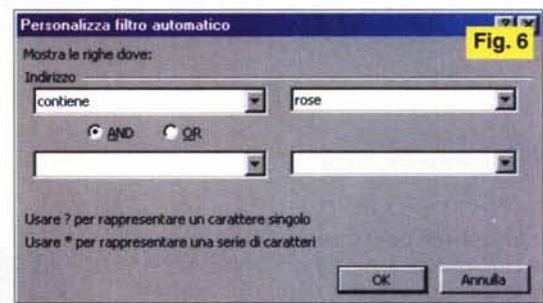 Personalizza filtro automatico
Fig. 6
Mostra le righe dove:
Indirizzo
contiene rose
AND OR
Usare ? per rappresentare un carattere singolo
Usare * per rappresentare una serie di caratteri
OK Annulla